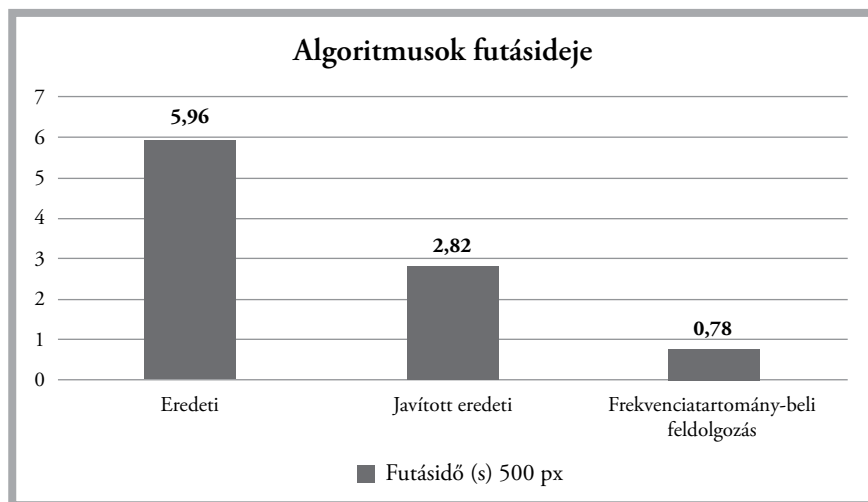 Algoritmusok futásideje
7
6
5
4
3
2
1
0
5,96
2,82
0,78
Eredeti
Javított eredeti
Frekvenciatartomány-beli
feldolgozás
Futásidő (s) 500 px